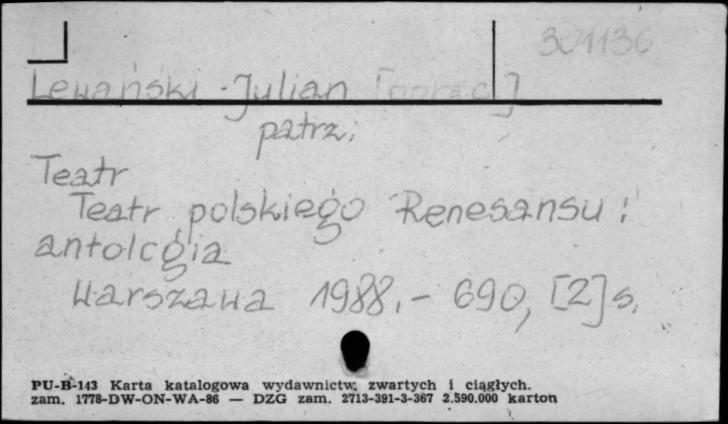 301136
Lewański Julian [oprac.]
patrz:
Teatr
Teatr polskiego Renesansu:
antologia
Warszawa 1988.- 690, [2] s.
PU-B-143 Karta katalogowa wydawnictw zwartych i ciągłych.
zam. 1778-DW-ON-WA-86 — DZG zam. 2713-391-3-367 2.590.000 karton